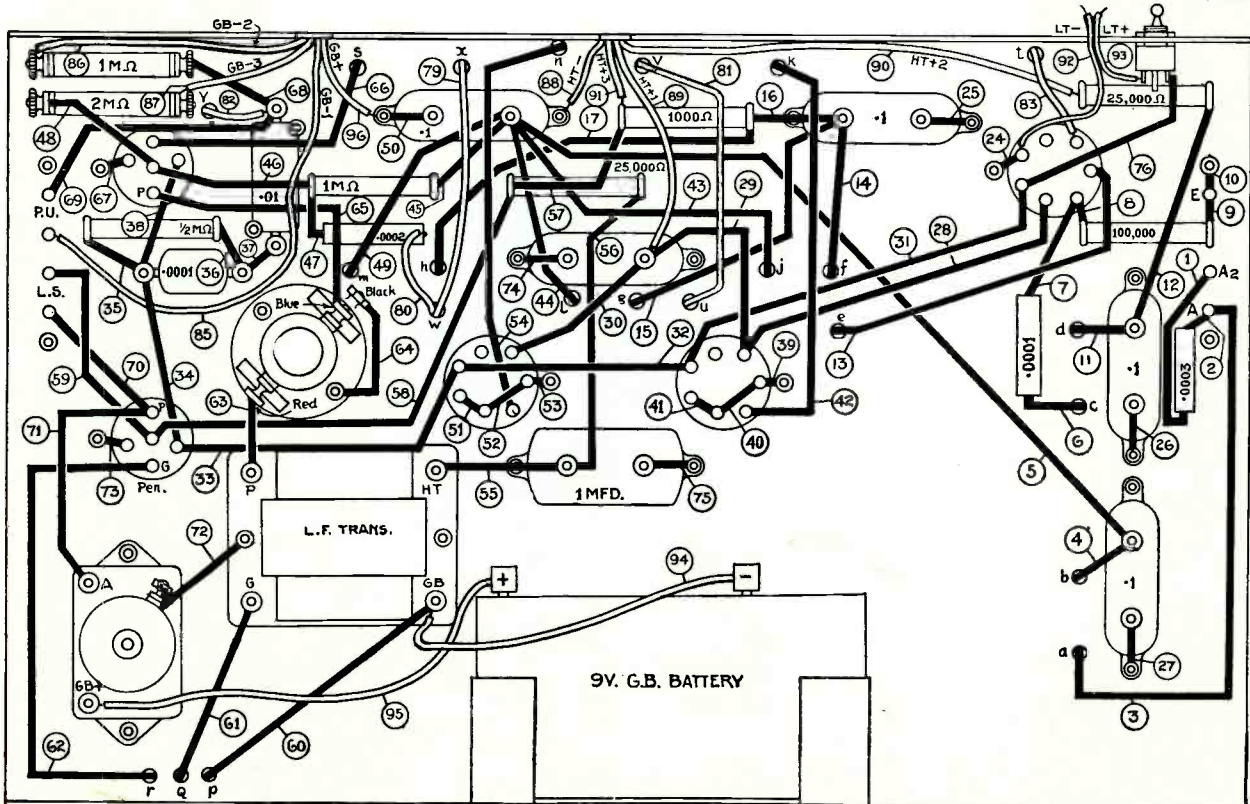 GB-2
GB-3
GB+
GB-1
s
x
n
HT-
HT+3
HT+1
v
k
HT+2
t
LT-
LT+
86
1MΩ
87
2MΩ
Y
82
68
66
96
79
88
91
89
81
90
92
93
48
50
·1
17
1000Ω
16
·1
25
83
25,000Ω
24
76
69
67
46
·01
P
1MΩ
45
25,000Ω
57
43
29
14
10
E
9
P.U.
38
½MΩ
65
·0002
47
49
h
56
31
28
8
100,000
·0001
36
37
m
74
44
L
g
15
30
u
j
f
7
12
1
A2
L.S.
35
85
Blue
Black
80
w
54
32
e
13
d
11
·1
A
2
·0003
59
70
34
64
58
39
·0001
c
6
63
Red
51
52
53
41
40
42
26
71
P
G
73
Pen.
33
P
HT
55
1MFD.
75
5
72
L.F. TRANS.
4
b
·1
A
G
GB
+
94
-
a
27
9V. G.B. BATTERY
GB+
95
3
61
60
62
r
Q
p